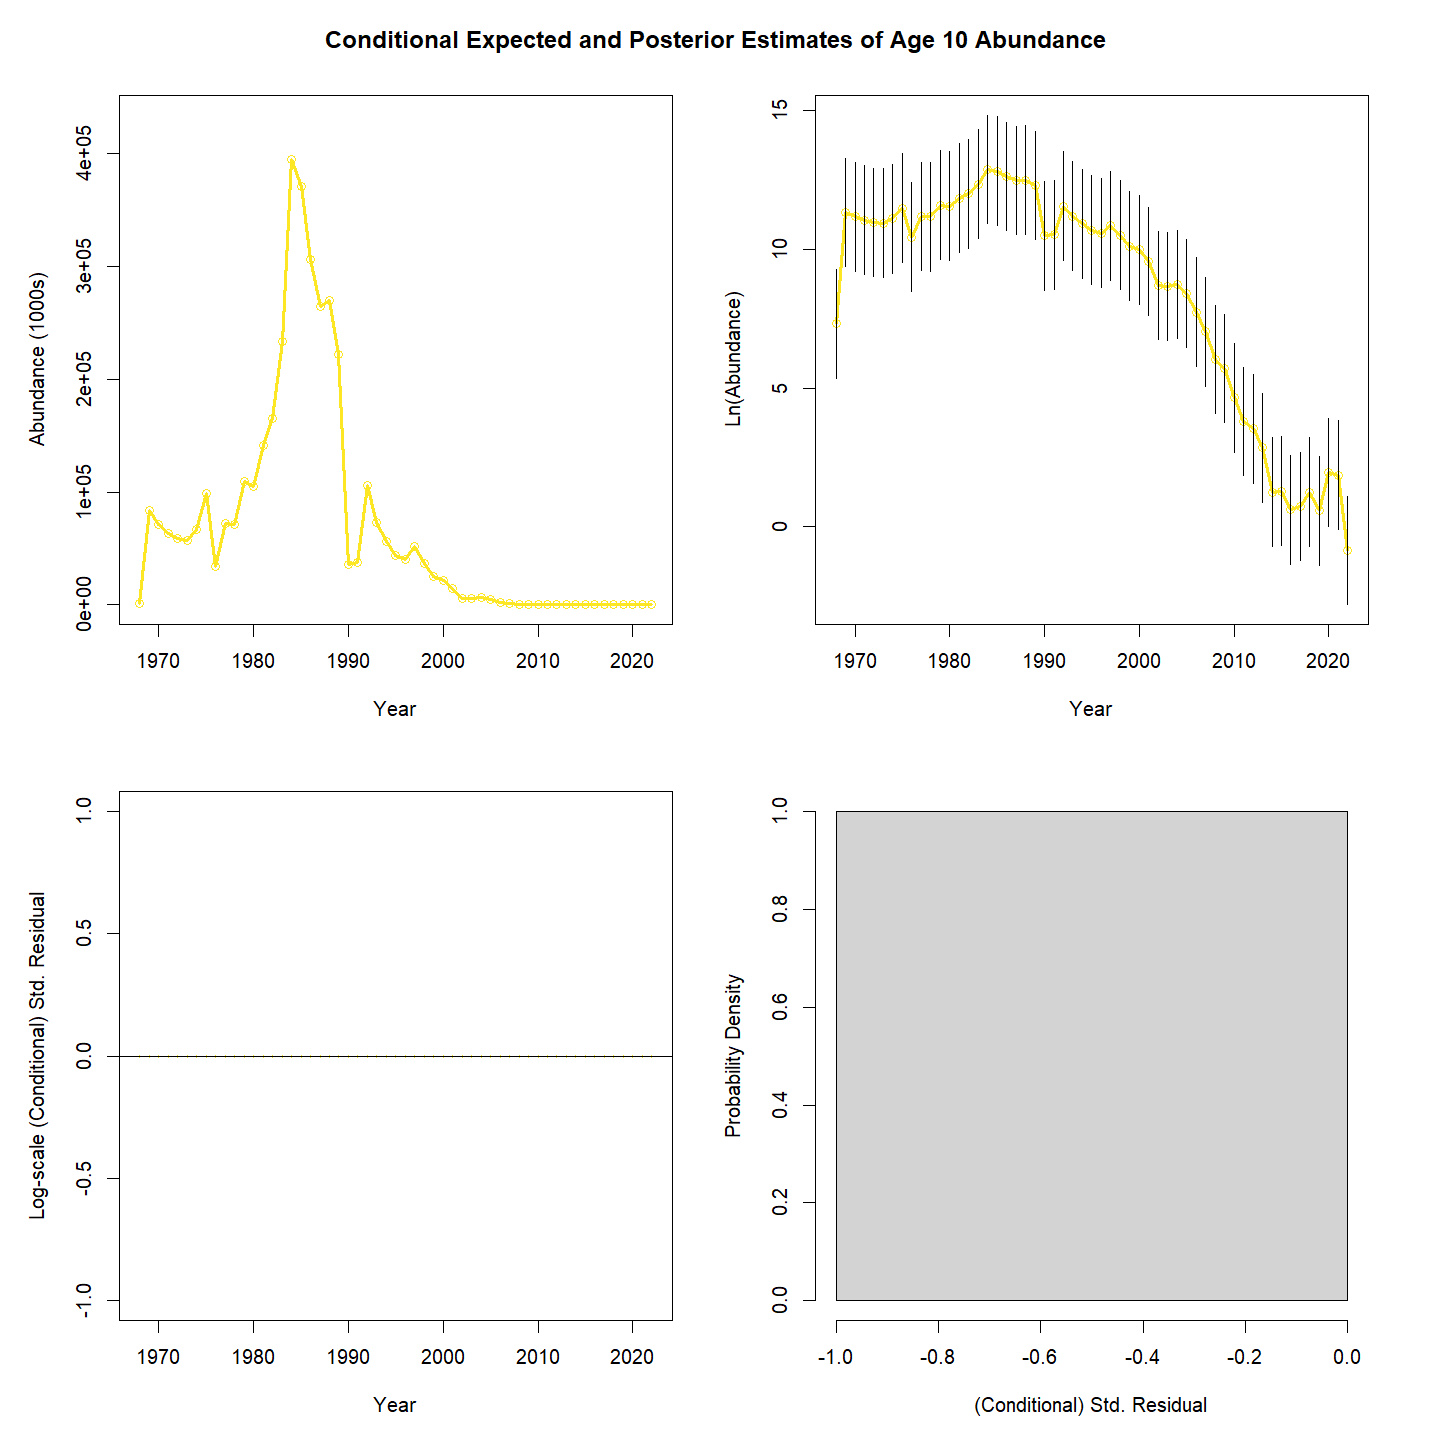 Conditional Expected and Posterior Estimates of Age 10 Abundance
Abundance (1000s)
0e+00 1e+05 2e+05 3e+05 4e+05
1970 1980 1990 2000 2010 2020
Year
Ln(Abundance)
0 5 10 15
1970 1980 1990 2000 2010 2020
Year
Log-scale (Conditional) Std. Residual
-1.0 -0.5 0.0 0.5 1.0
1970 1980 1990 2000 2010 2020
Year
Probability Density
0.0 0.2 0.4 0.6 0.8 1.0
-1.0 -0.8 -0.6 -0.4 -0.2 0.0
(Conditional) Std. Residual